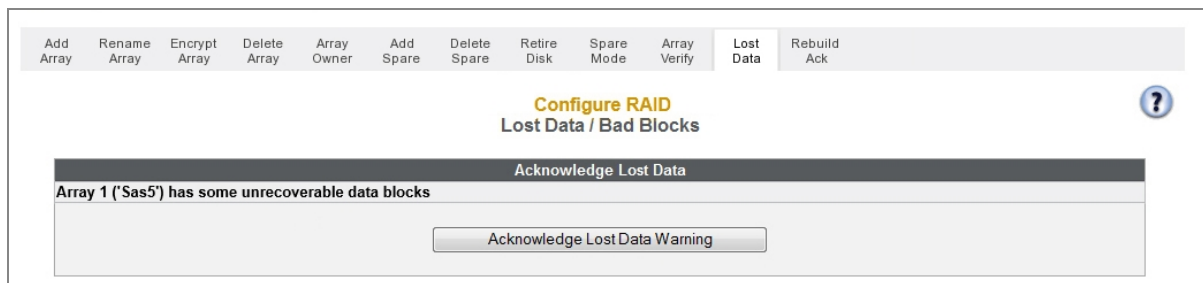 Add Array Rename Array Encrypt Array Delete Array Array Owner Add Spare Delete Spare Retire Disk Spare Mode Array Verify Lost Data Rebuild Ack
Configure RAID
Lost Data / Bad Blocks
?
Acknowledge Lost Data
Array 1 ('Sas5') has some unrecoverable data blocks
Acknowledge Lost Data Warning